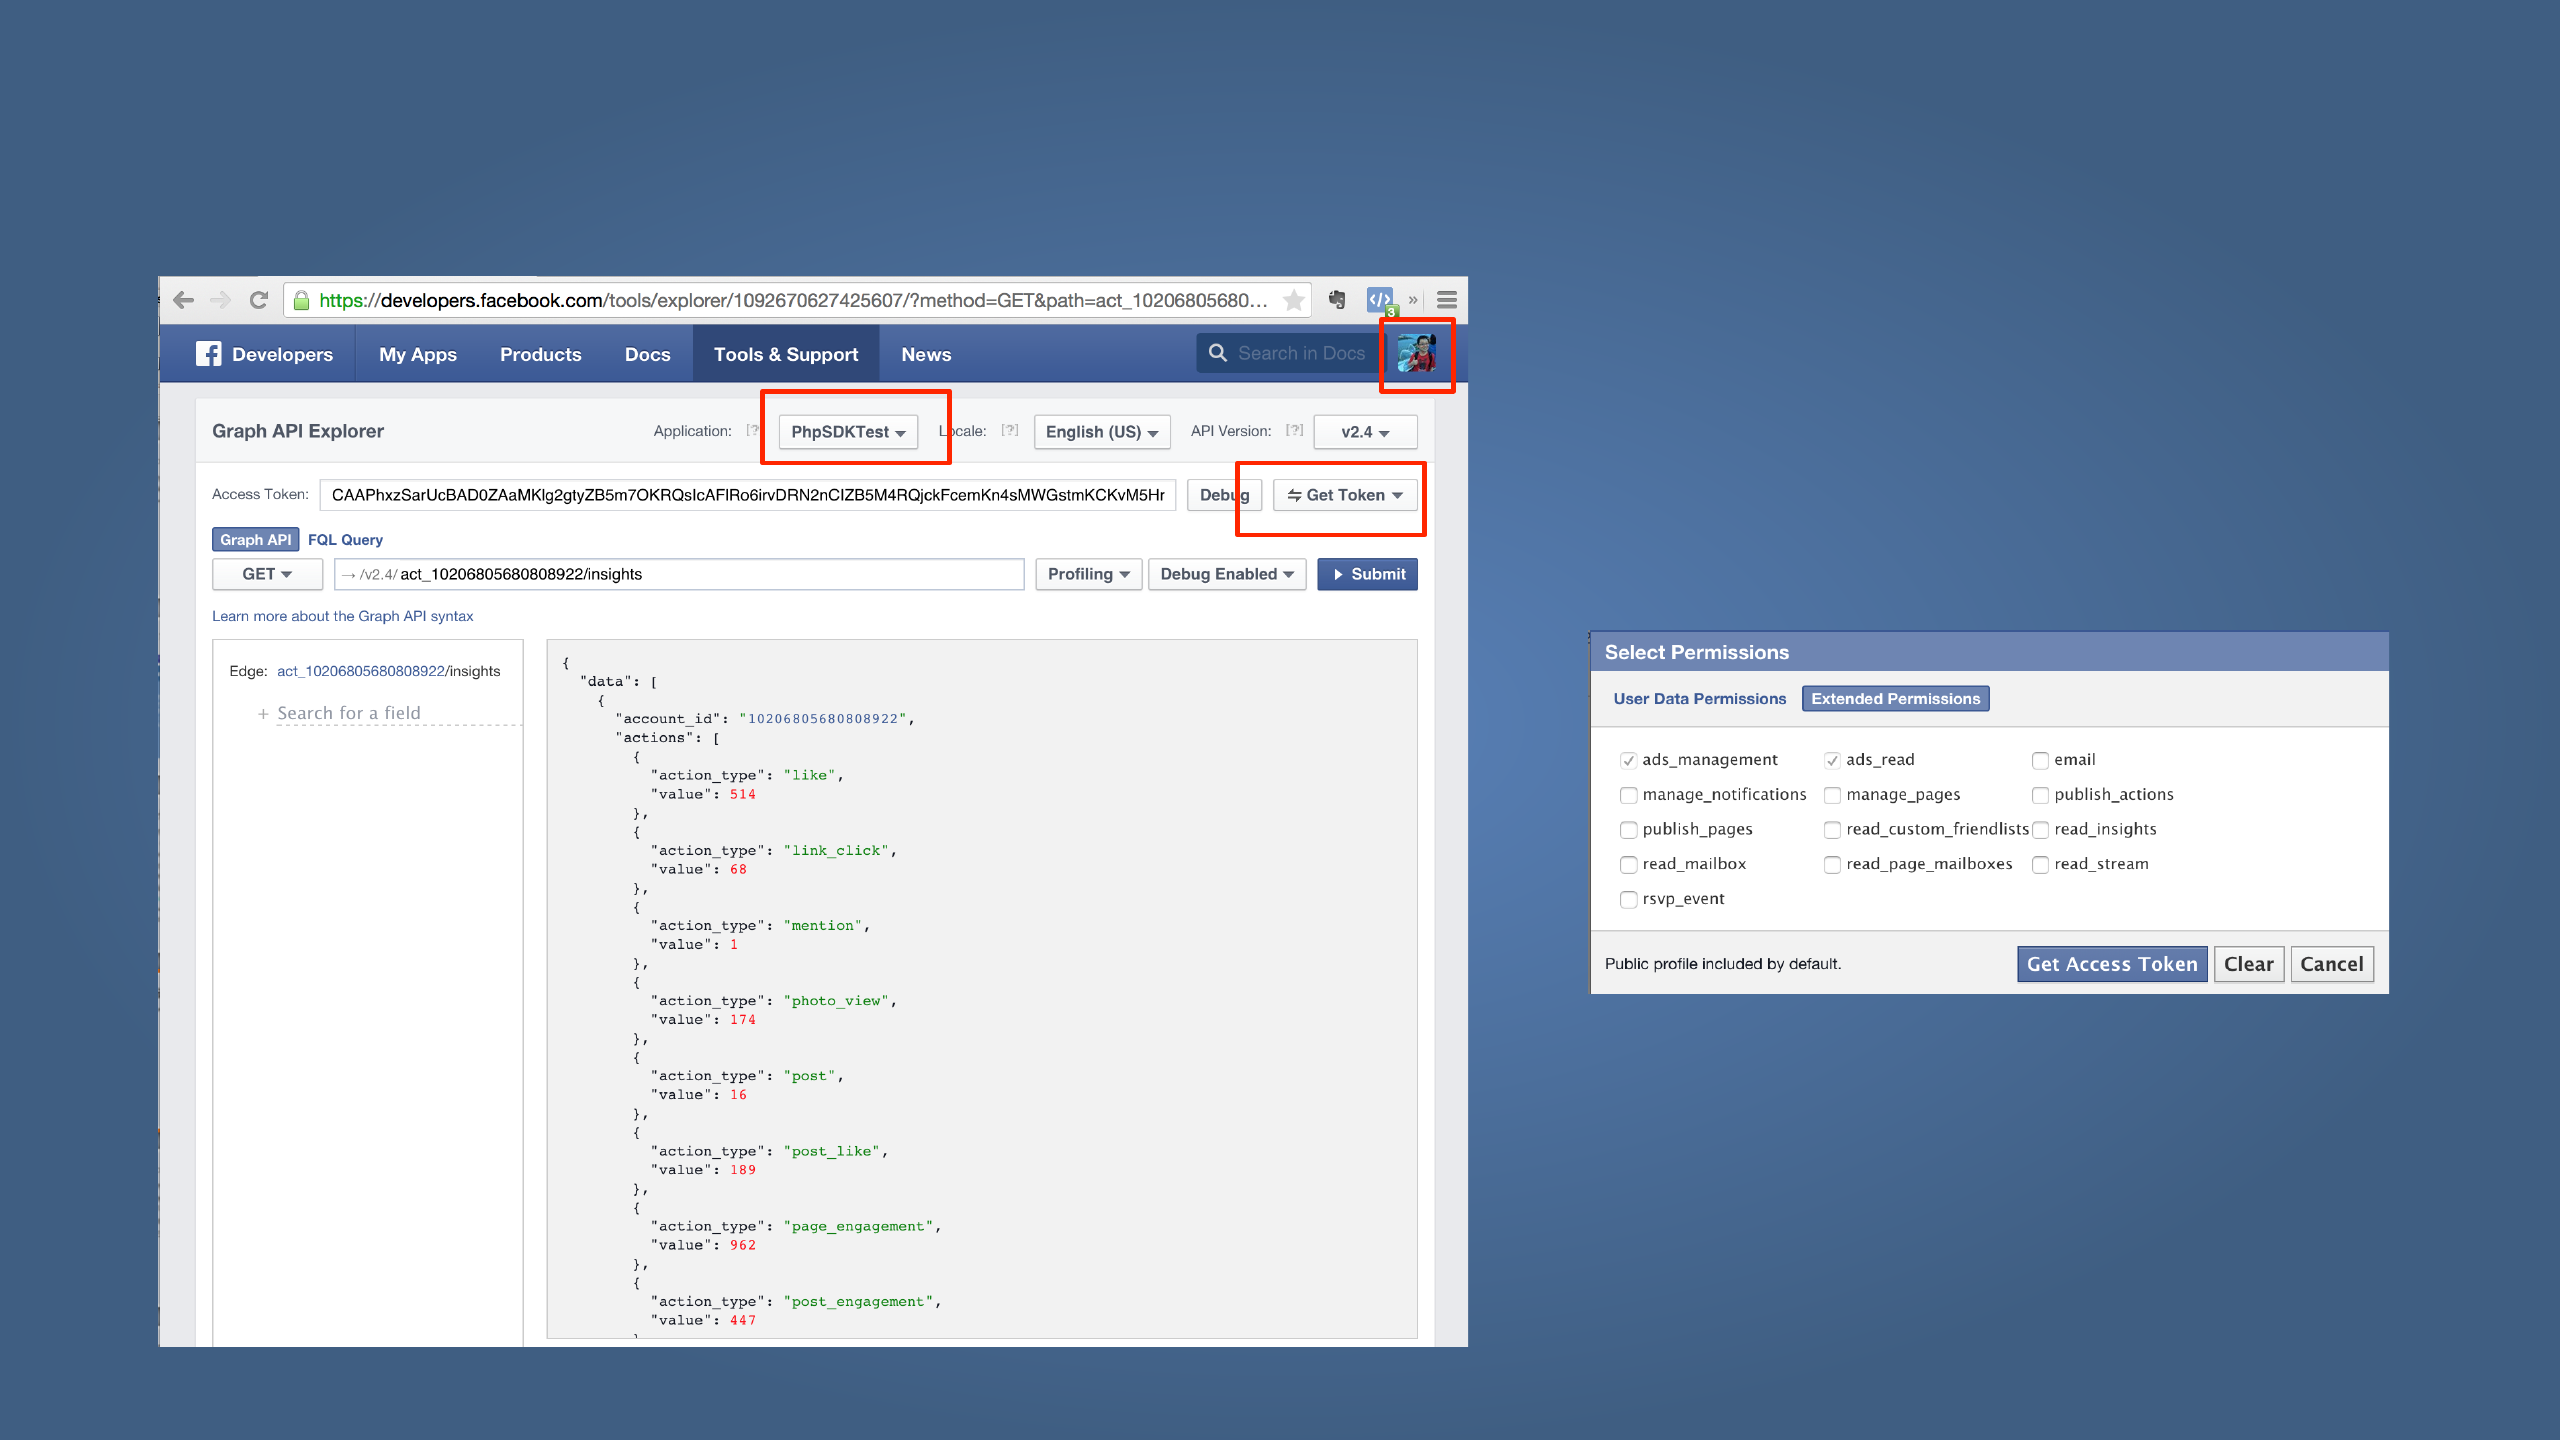 https://developers.facebook.com/tools/explorer/1092670627425607/?method=GET&path=act_10206805680...
3
Developers My Apps Products Docs Tools & Support News Search in Docs
Graph API Explorer Application: [?] PhpSDKTest Locale: [?] English (US) API Version: [?] v2.4
Access Token: Debug Get Token
Graph API FQL Query
GET → /v2.4/ act_10206805680808922/insights Profiling Debug Enabled Submit
Learn more about the Graph API syntax
Edge: act_10206805680808922/insights
+ Search for a field
{
"data": [
{
"account_id": "10206805680808922",
"actions": [
{
"action_type": "like",
"value": 514
},
{
"action_type": "link_click",
"value": 68
},
{
"action_type": "mention",
"value": 1
},
{
"action_type": "photo_view",
"value": 174
},
{
"action_type": "post",
"value": 16
},
{
"action_type": "post_like",
"value": 189
},
{
"action_type": "page_engagement",
"value": 962
},
{
"action_type": "post_engagement",
"value": 447
Select Permissions
User Data Permissions Extended Permissions
ads_management ads_read email
manage_notifications manage_pages publish_actions
publish_pages read_custom_friendlists read_insights
read_mailbox read_page_mailboxes read_stream
rsvp_event
Public profile included by default. Get Access Token Clear Cancel